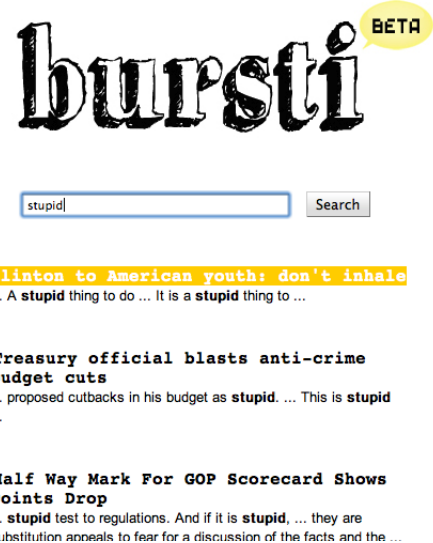 bursti
BETA
stupid
Search
linton to American youth: don't inhale
. A stupid thing to do ... It is a stupid thing to ...
Treasury official blasts anti-crime
udget cuts
. proposed cutbacks in his budget as stupid. ... This is stupid
.
Half Way Mark For GOP Scorecard Shows
oints Drop
. stupid test to regulations. And if it is stupid, ... they are
ubstitution appeals to fear for a discussion of the facts and the ...